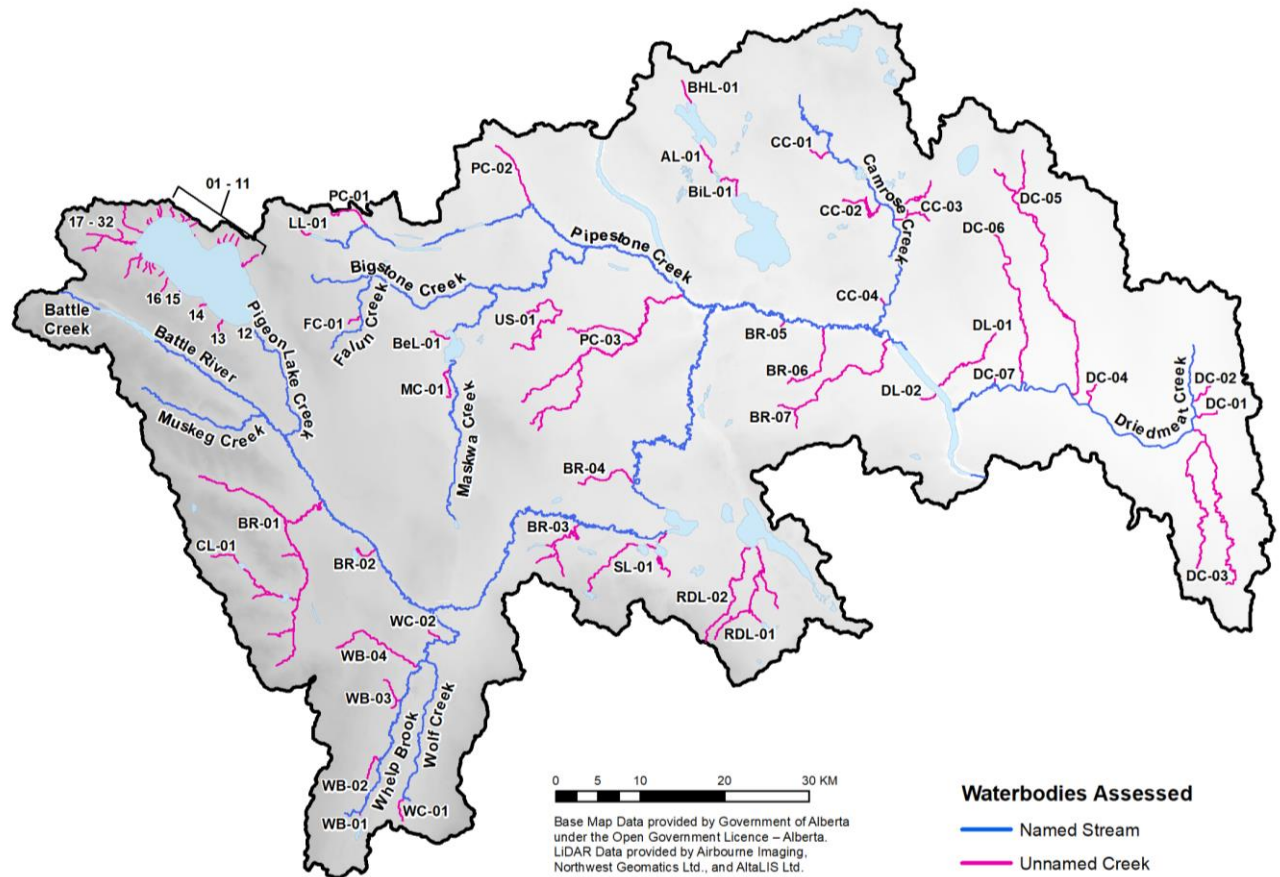 BHL-01
CC-01
AL-01
BiL-01
Camrose Creek
CC-02
CC-03
DC-05
DC-06
PC-02
PC-01
01 - 11
LL-01
17 - 32
Pipestone Creek
Bigstone Creek
16 15
14
13
12
Pigeon Lake Creek
Battle
Creek
Battle River
FC-01
Falun Creek
BeL-01
US-01
PC-03
MC-01
CC-04
BR-05
DL-01
BR-06
DL-02
DC-07
DC-04
DC-02
DC-01
BR-07
Driedmeat Creek
Muskeg Creek
Maskwa Creek
BR-04
BR-01
BR-03
CL-01
BR-02
SL-01
DC-03
RDL-02
RDL-01
WC-02
WB-04
WB-03
Whelp Brook
Wolf Creek
WB-02
WB-01
WC-01
0 5 10 20 30 KM
Base Map Data provided by Government of Alberta
under the Open Government Licence – Alberta.
LiDAR Data provided by Airbourne Imaging,
Northwest Geomatics Ltd., and AltaLIS Ltd.
Waterbodies Assessed
Named Stream
Unnamed Creek